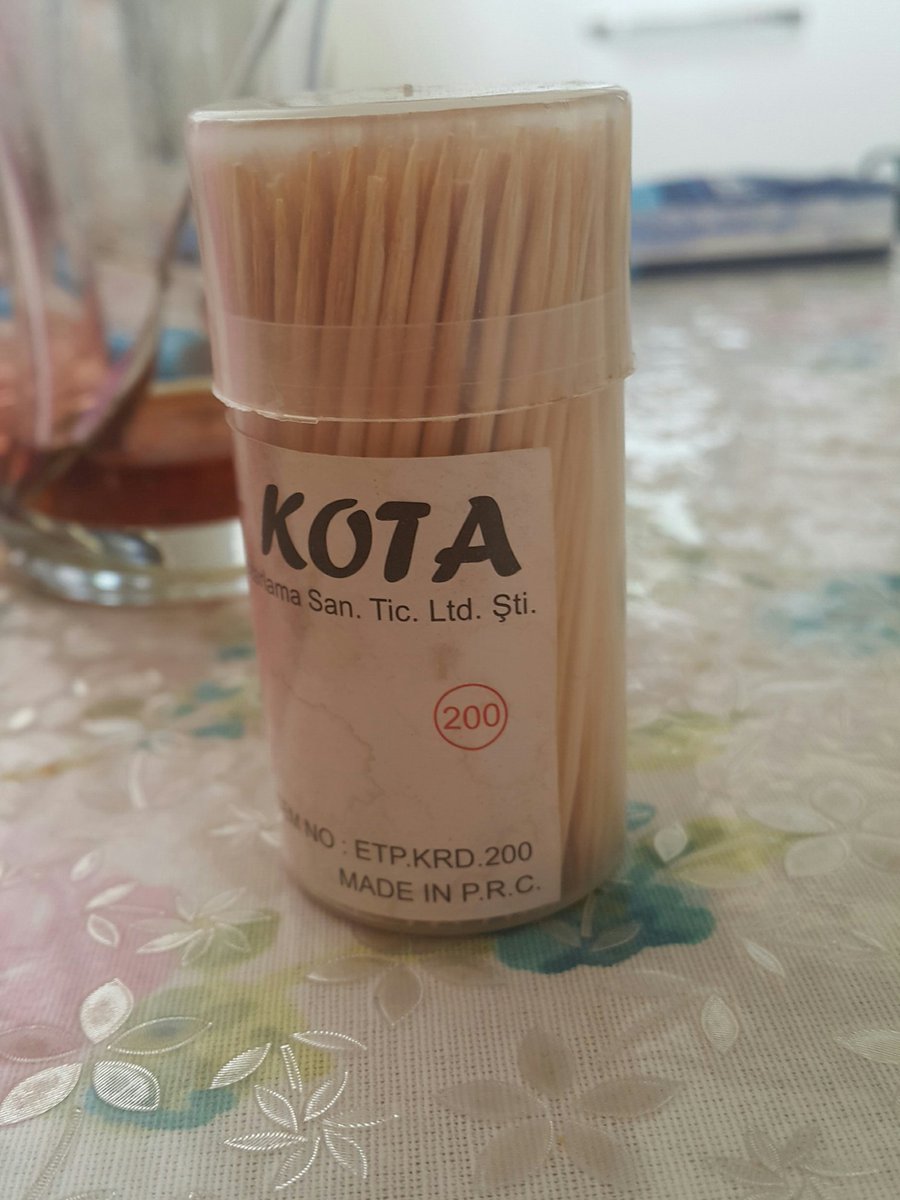 KOTA
San. Tic. Ltd. Şti.
200
NO : ETP.KRD.200
MADE IN P.R.C.